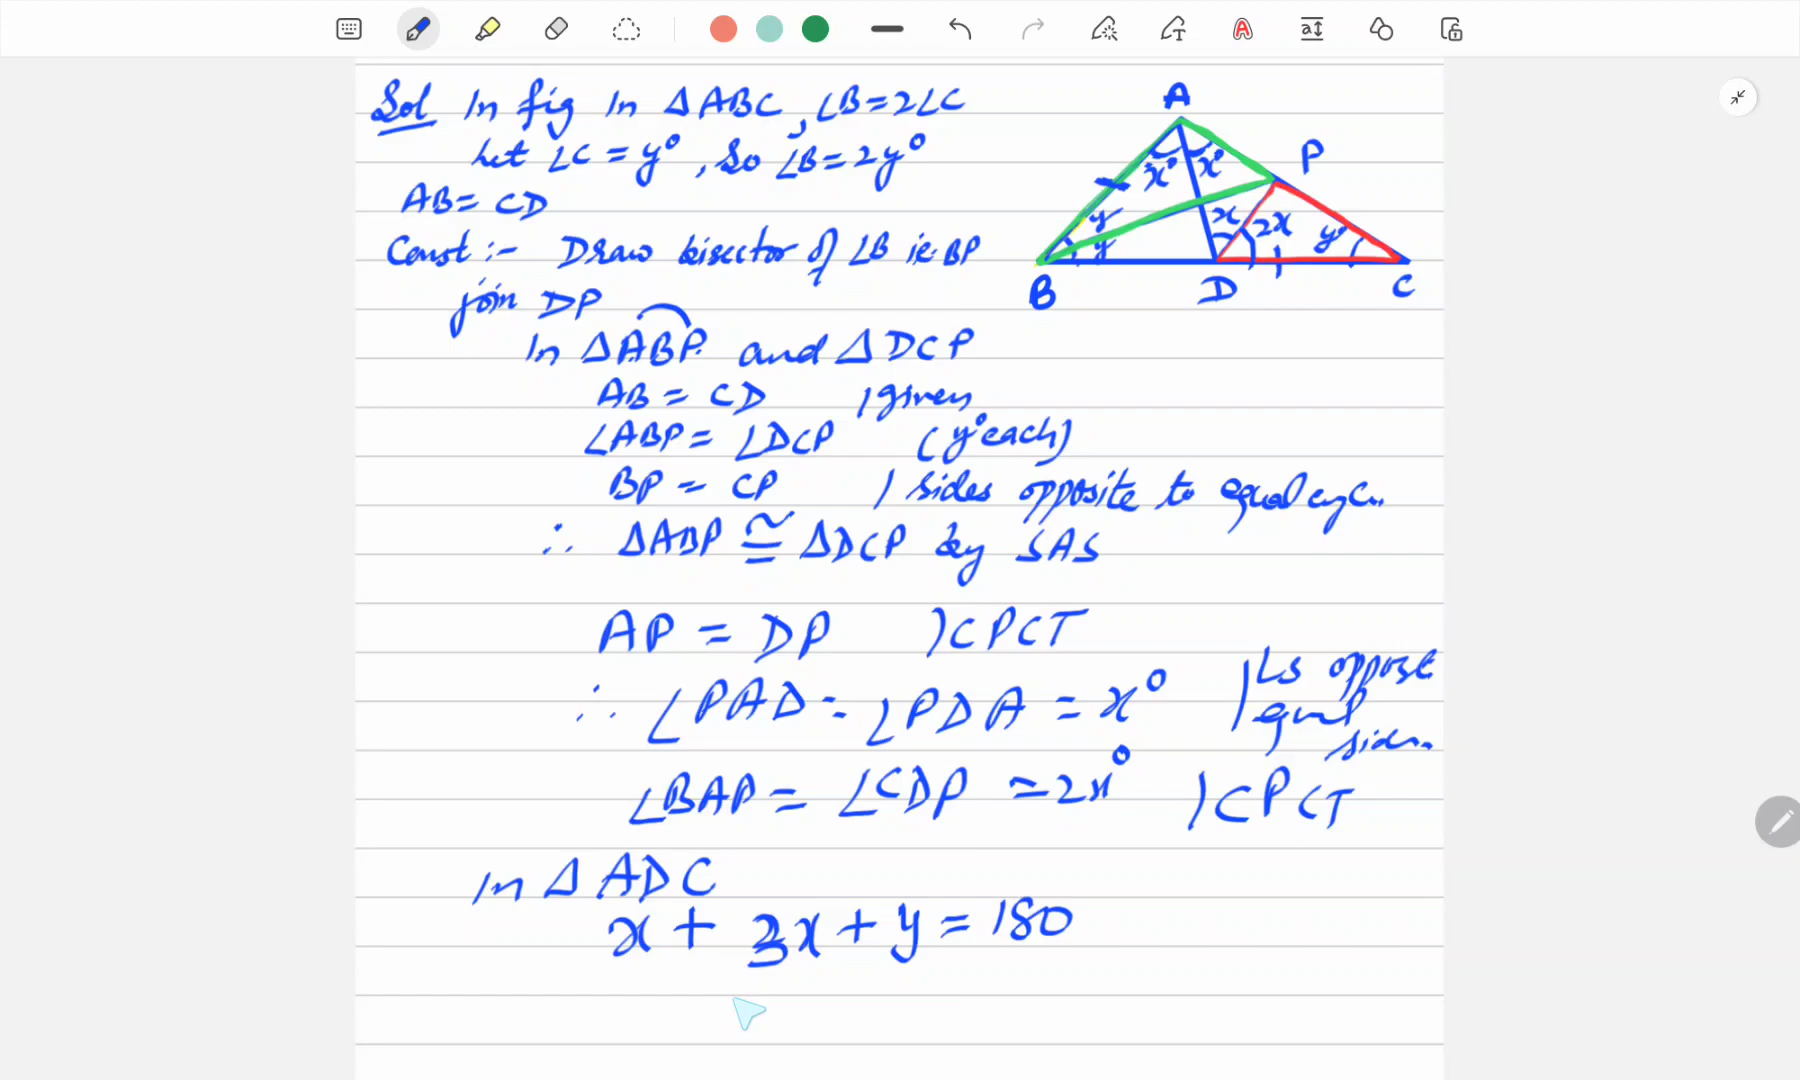 Sol In fig In ΔABC, ∠B=2∠C
Let ∠C = y°, So ∠B=2y°
AB= CD
Const:- Draw bisector of ∠B ie. BP
join DP
In ΔABP and ΔDCP
AB = CD | given
∠ABP= ∠DCP (y° each)
BP = CP | sides opposite to equal
∴ ΔABP ≅ ΔDCP by SAS
AP = DP )CPCT
∴ ∠PAD = ∠PDA = x° | ∠s opposite
equal
sides.
∠BAP = ∠CDP =2x° )CPCT
In Δ ADC
x + 3x + y = 180
A
P
x° x°
y
y
x 2x y°
B D C